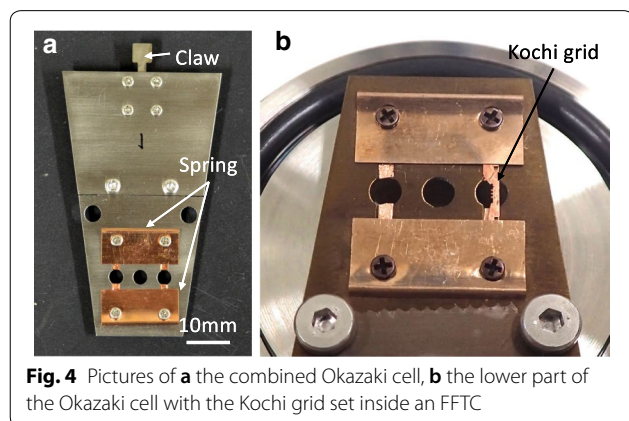 a
Claw
1
Spring
10mm
b
Kochi grid
Fig. 4 Pictures of a the combined Okazaki cell, b the lower part of
the Okazaki cell with the Kochi grid set inside an FFTC